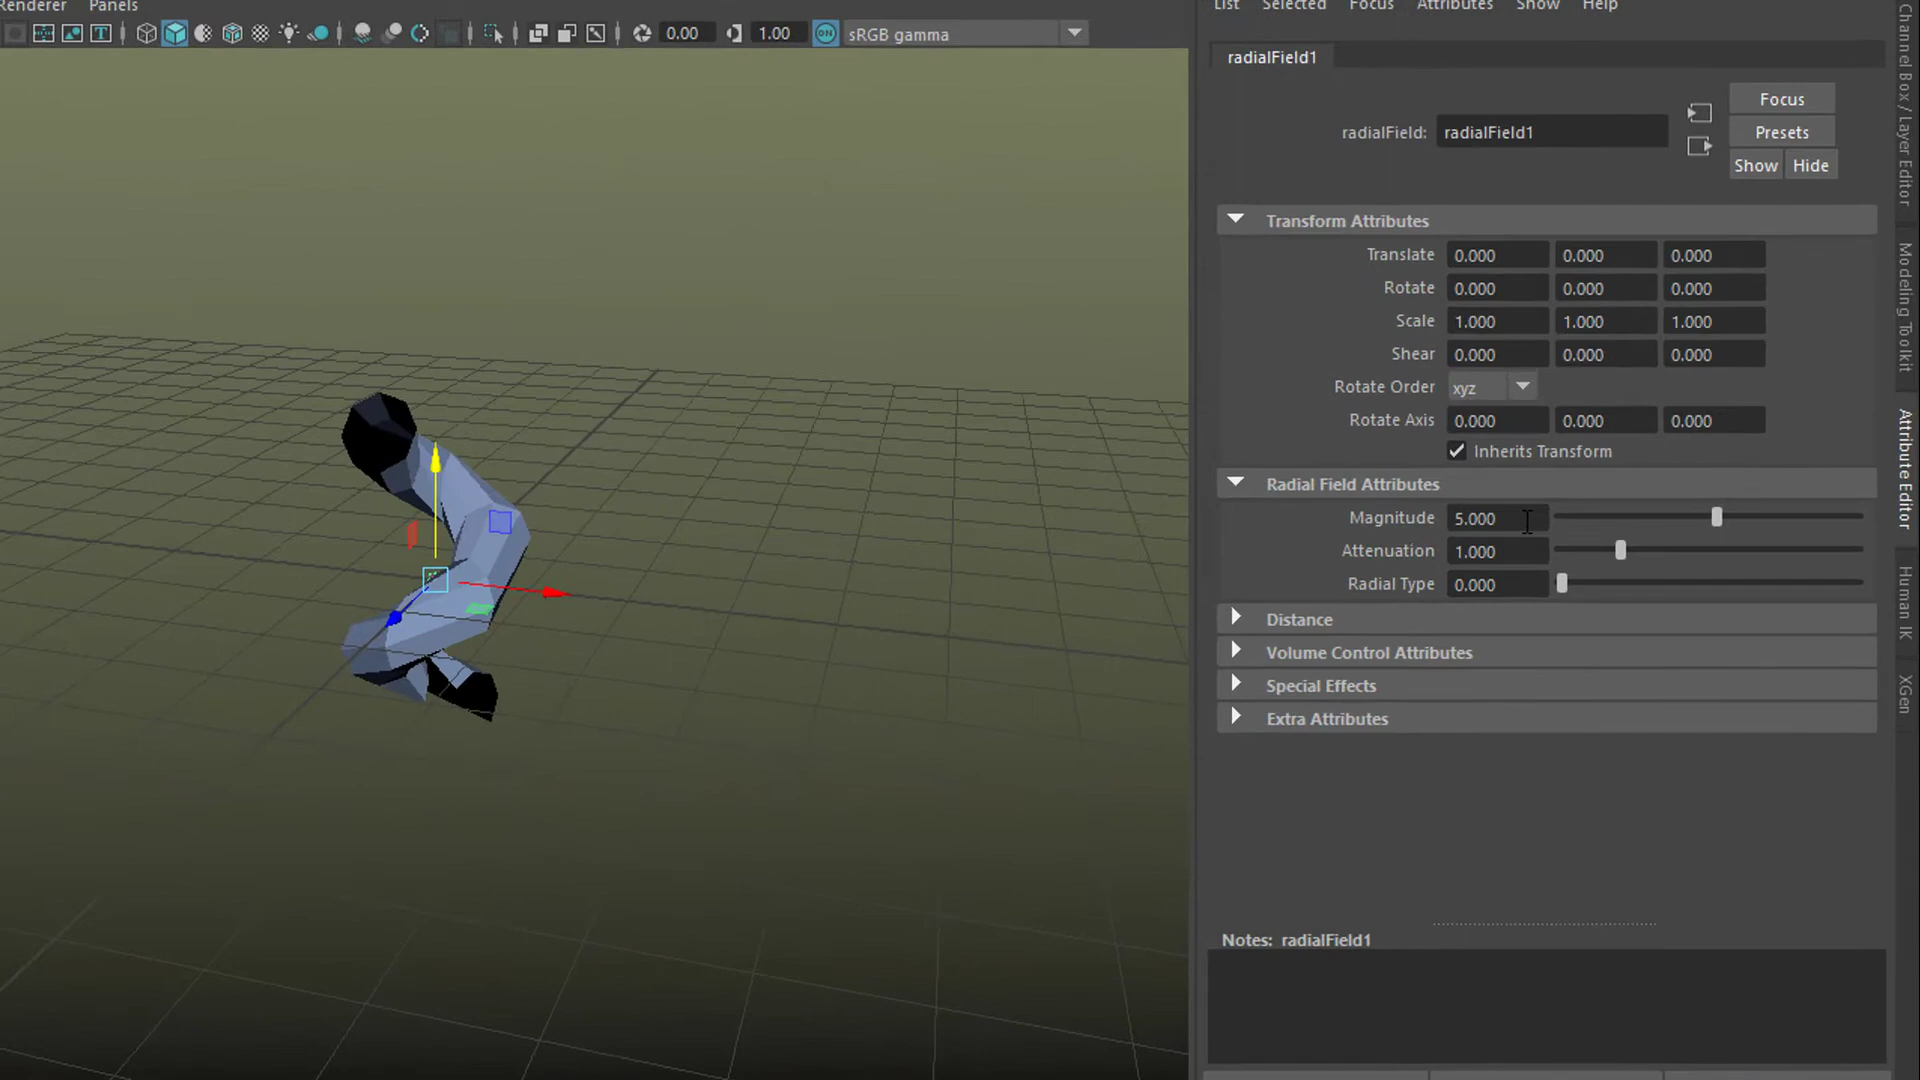 Renderer Panels
List Selected Focus Attributes Show Help
0.00 1.00 ON sRGB gamma
radialField1
Focus
radialField: radialField1
Presets
Show Hide
Transform Attributes
Translate 0.000 0.000 0.000
Rotate 0.000 0.000 0.000
Scale 1.000 1.000 1.000
Shear 0.000 0.000 0.000
Rotate Order xyz
Rotate Axis 0.000 0.000 0.000
Inherits Transform
Radial Field Attributes
Magnitude 5.000
Attenuation 1.000
Radial Type 0.000
Distance
Volume Control Attributes
Special Effects
Extra Attributes
Notes: radialField1
Channel Box / Layer Editor
Modeling Toolkit
Attribute Editor
Human IK
XGen